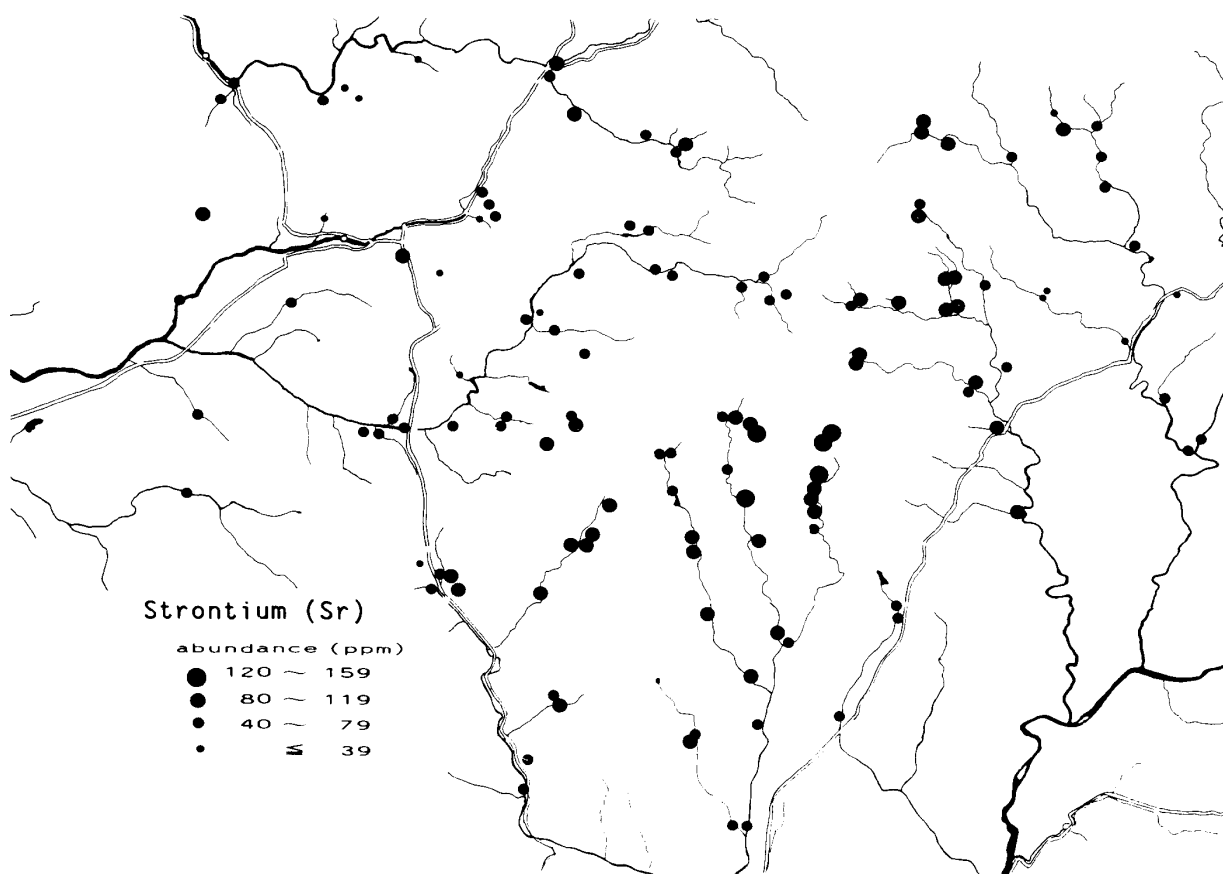 Strontium (Sr)
abundance (ppm)
120 ~ 159
80 ~ 119
40 ~ 79
≦ 39